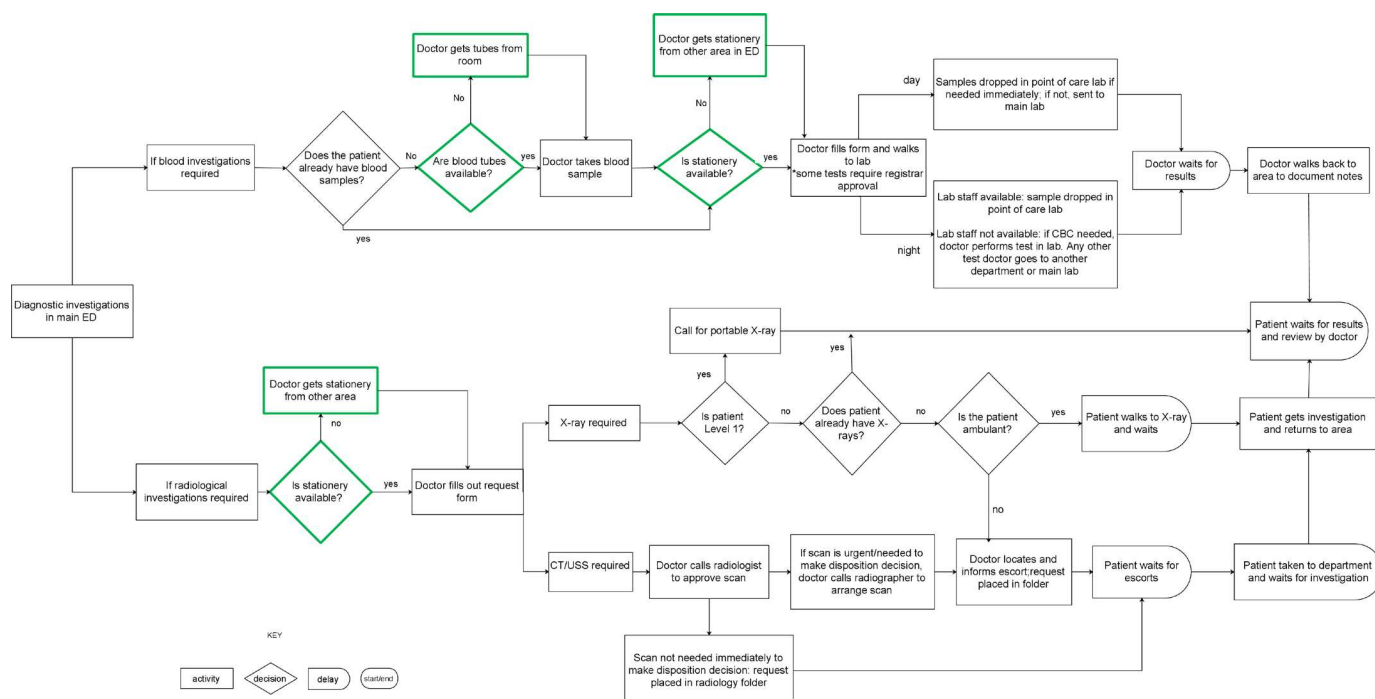 Doctor gets tubes from
room
Doctor gets stationery
from other area in ED
No
No
day
Samples dropped in point of care lab if
needed immediately; if not, sent to
main lab
If blood investigations
required
Does the patient
already have blood
samples?
No
Are blood tubes
available?
yes
Doctor takes blood
sample
Is stationery
available?
yes
Doctor fills form and walks
to lab
*some tests require registrar
approval
Doctor waits for
results
Doctor walks back to
area to document notes
yes
night
Lab staff available: sample dropped in
point of care lab
Lab staff not available: if CBC needed,
doctor performs test in lab. Any other
test doctor goes to another
department or main lab
Diagnostic investigations
in main ED
Call for portable X-ray
Patient waits for results
and review by doctor
yes
yes
Doctor gets stationery
from other area
no
X-ray required
Is patient
Level 1?
no
Does patient
already have X-
rays?
no
Is the patient
ambulant?
yes
Patient walks to X-ray
and waits
Patient gets investigation
and returns to area
If radiological
investigations required
Is stationery
available?
yes
Doctor fills out request
form
no
CT/USS required
Doctor calls radiologist
to approve scan
If scan is urgent/needed to
make disposition decision,
doctor calls radiographer to
arrange scan
Doctor locates and
informs escort;request
placed in folder
Patient waits for
escorts
Patient taken to department
and waits for investigation
Scan not needed immediately to
make disposition decision: request
placed in radiology folder
KEY
activity
decision
delay
start/end